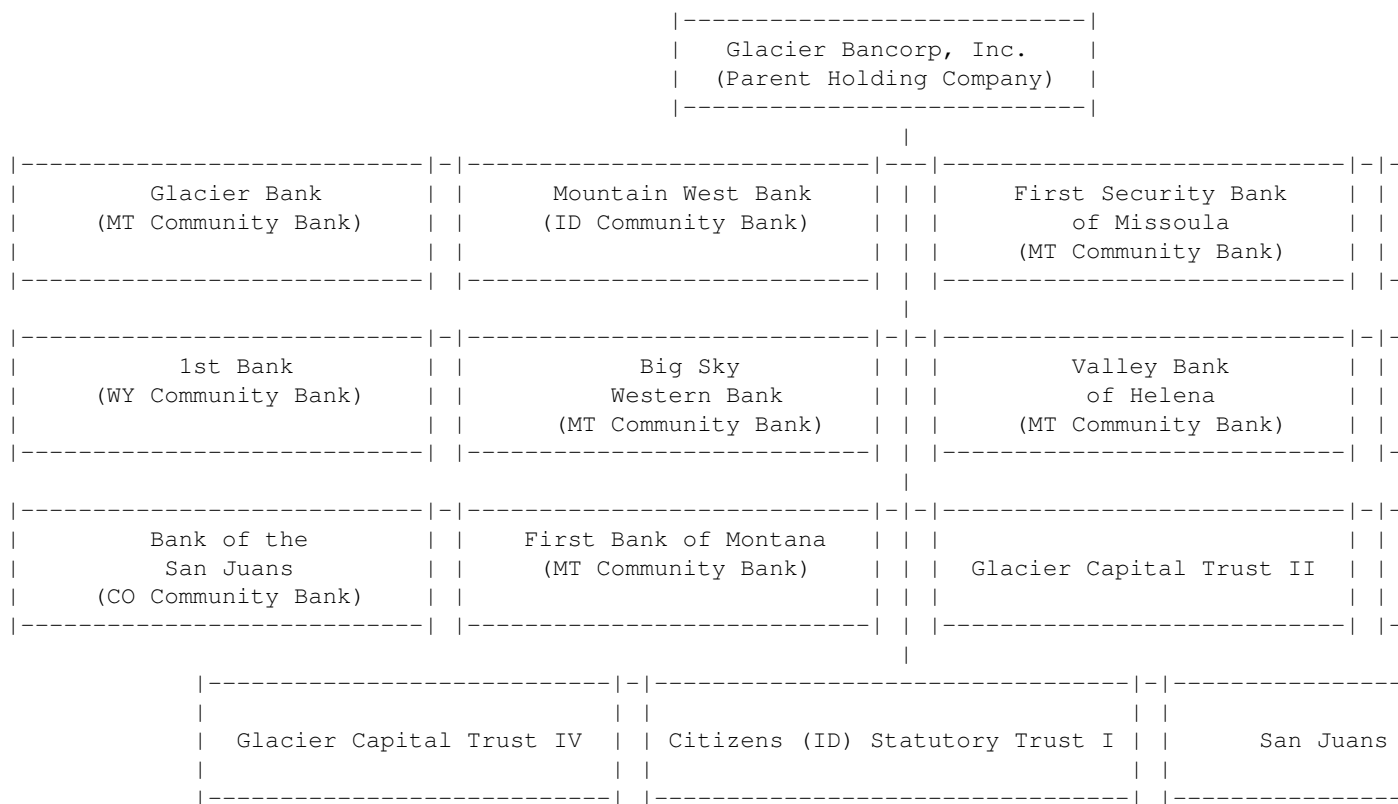 Glacier Bancorp, Inc.
(Parent Holding Company)
Glacier Bank
(MT Community Bank)
Mountain West Bank
(ID Community Bank)
First Security Bank
of Missoula
(MT Community Bank)
1st Bank
(WY Community Bank)
Big Sky
Western Bank
(MT Community Bank)
Valley Bank
of Helena
(MT Community Bank)
Bank of the
San Juans
(CO Community Bank)
First Bank of Montana
(MT Community Bank)
Glacier Capital Trust II
Glacier Capital Trust IV
Citizens (ID) Statutory Trust I
San Juans